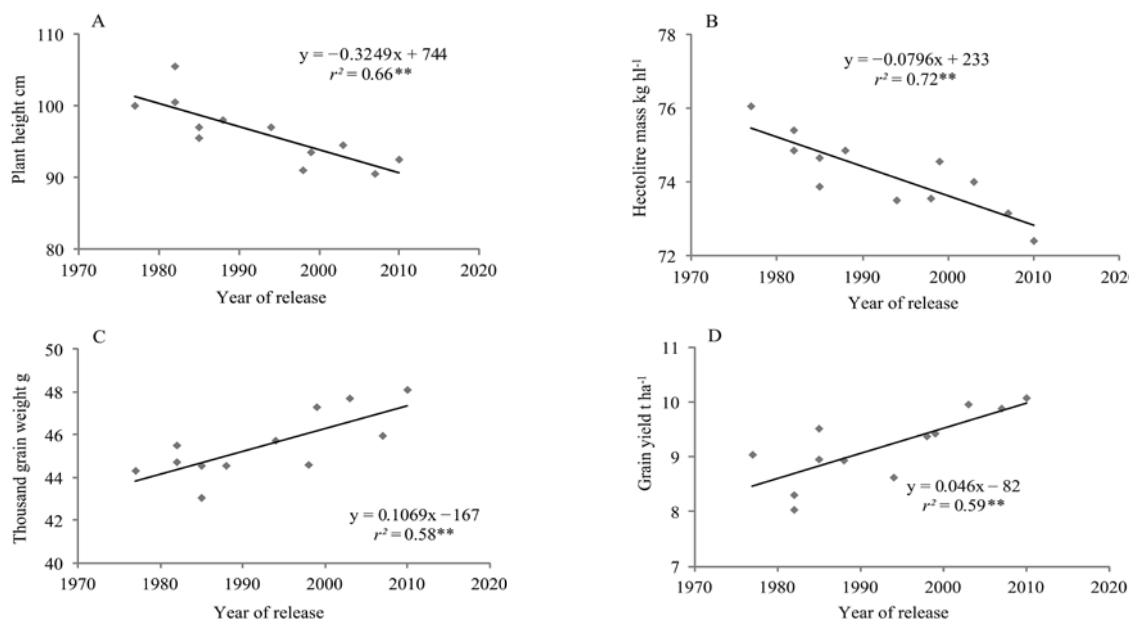 A
Plant height cm
110
100
90
80
y = −0.3249x + 744
r² = 0.66**
1970 1980 1990 2000 2010 2020
Year of release
B
Hectolitre mass kg hl⁻¹
78
76
74
72
y = −0.0796x + 233
r² = 0.72**
1970 1980 1990 2000 2010 2020
Year of release
C
Thousand grain weight g
50
48
46
44
42
40
y = 0.1069x −167
r² = 0.58**
1970 1980 1990 2000 2010 2020
Year of release
D
Grain yield t ha⁻¹
11
10
9
8
7
y = 0.046x − 82
r² = 0.59**
1970 1980 1990 2000 2010 2020
Year of release